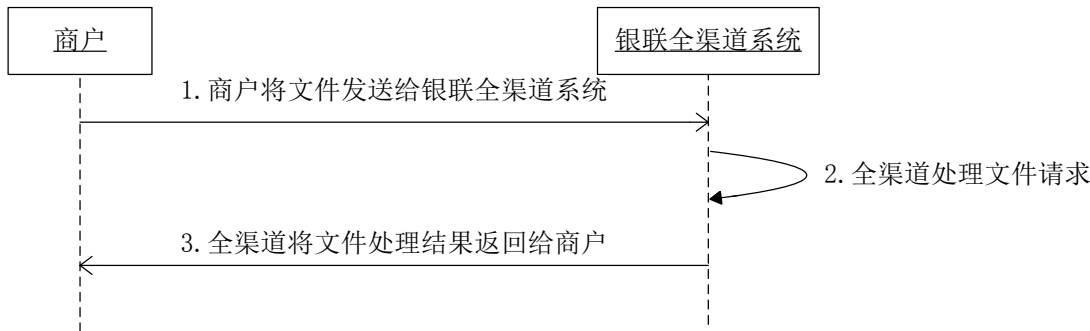 商户
银联全渠道系统
1.商户将文件发送给银联全渠道系统
2.全渠道处理文件请求
3.全渠道将文件处理结果返回给商户